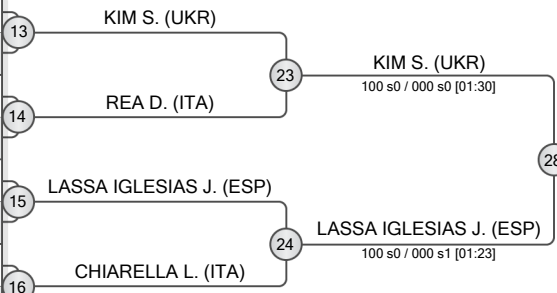 KIM S. (UKR)
13
23
KIM S. (UKR)
100 s0 / 000 s0 [01:30]
14
REA D. (ITA)
28
15
LASSA IGLESIAS J. (ESP)
24
LASSA IGLESIAS J. (ESP)
100 s0 / 000 s1 [01:23]
16
CHIARELLA L. (ITA)